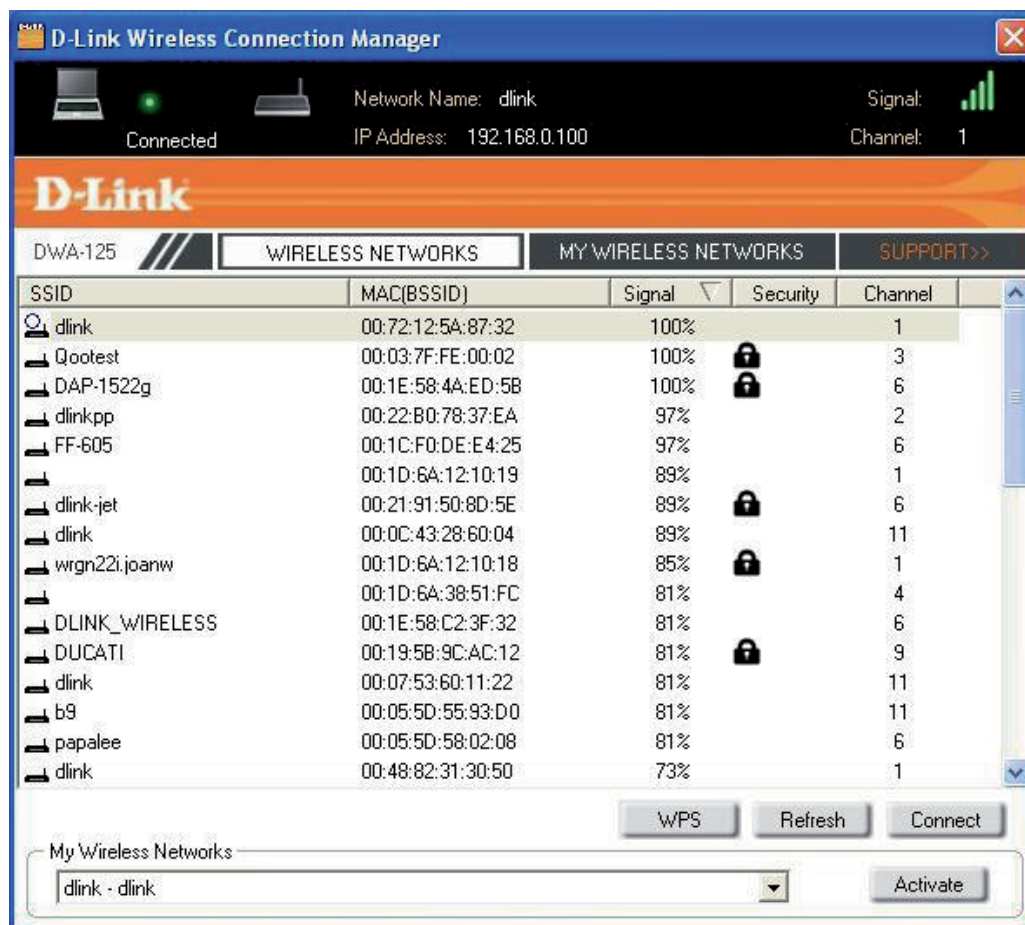 D-Link Wireless Connection Manager
Network Name: dlink Signal:
Connected IP Address: 192.168.0.100 Channel: 1
D-Link
DWA-125 WIRELESS NETWORKS MY WIRELESS NETWORKS SUPPORT>>
SSID MAC(BSSID) Signal Security Channel
dlink 00:72:12:5A:87:32 100% 1
Qootest 00:03:7F:FE:00:02 100% 3
DAP-1522g 00:1E:58:4A:ED:5B 100% 6
dlinkpp 00:22:B0:78:37:EA 97% 2
FF-605 00:1C:F0:DE:E4:25 97% 6
00:1D:6A:12:10:19 89% 1
dlink-jet 00:21:91:50:8D:5E 89% 6
dlink 00:0C:43:28:60:04 89% 11
wrgn22i.joanw 00:1D:6A:12:10:18 85% 1
00:1D:6A:38:51:FC 81% 4
DLINK_WIRELESS 00:1E:58:C2:3F:32 81% 6
DUCATI 00:19:5B:9C:AC:12 81% 9
dlink 00:07:53:60:11:22 81% 11
b9 00:05:5D:55:93:D0 81% 11
papalee 00:05:5D:58:02:08 81% 6
dlink 00:48:82:31:30:50 73% 1
WPS Refresh Connect
My Wireless Networks
dlink - dlink Activate